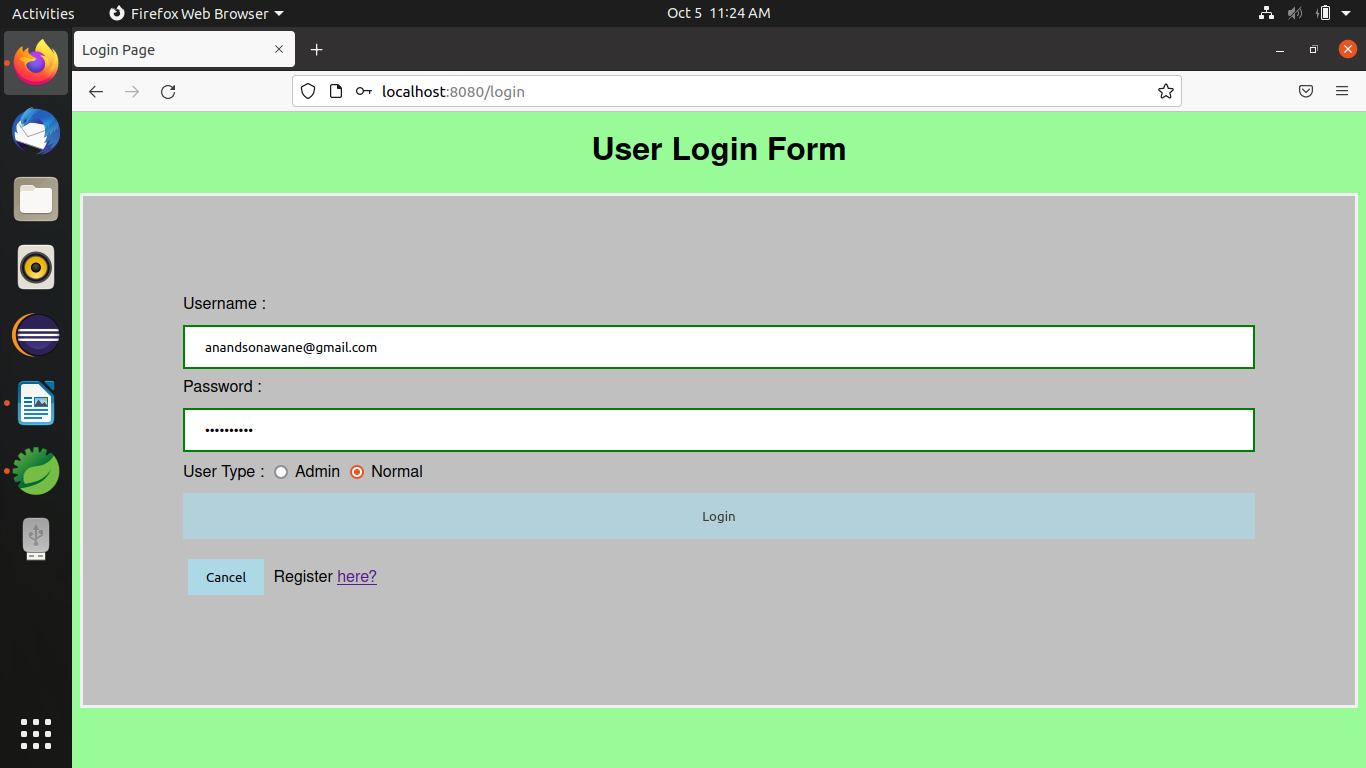 Activities Firefox Web Browser Oct 5 11:24 AM
Login Page
localhost:8080/login
User Login Form
Username :
anandsonawane@gmail.com
Password :
••••••••••
User Type : Admin Normal
Login
Cancel Register here?